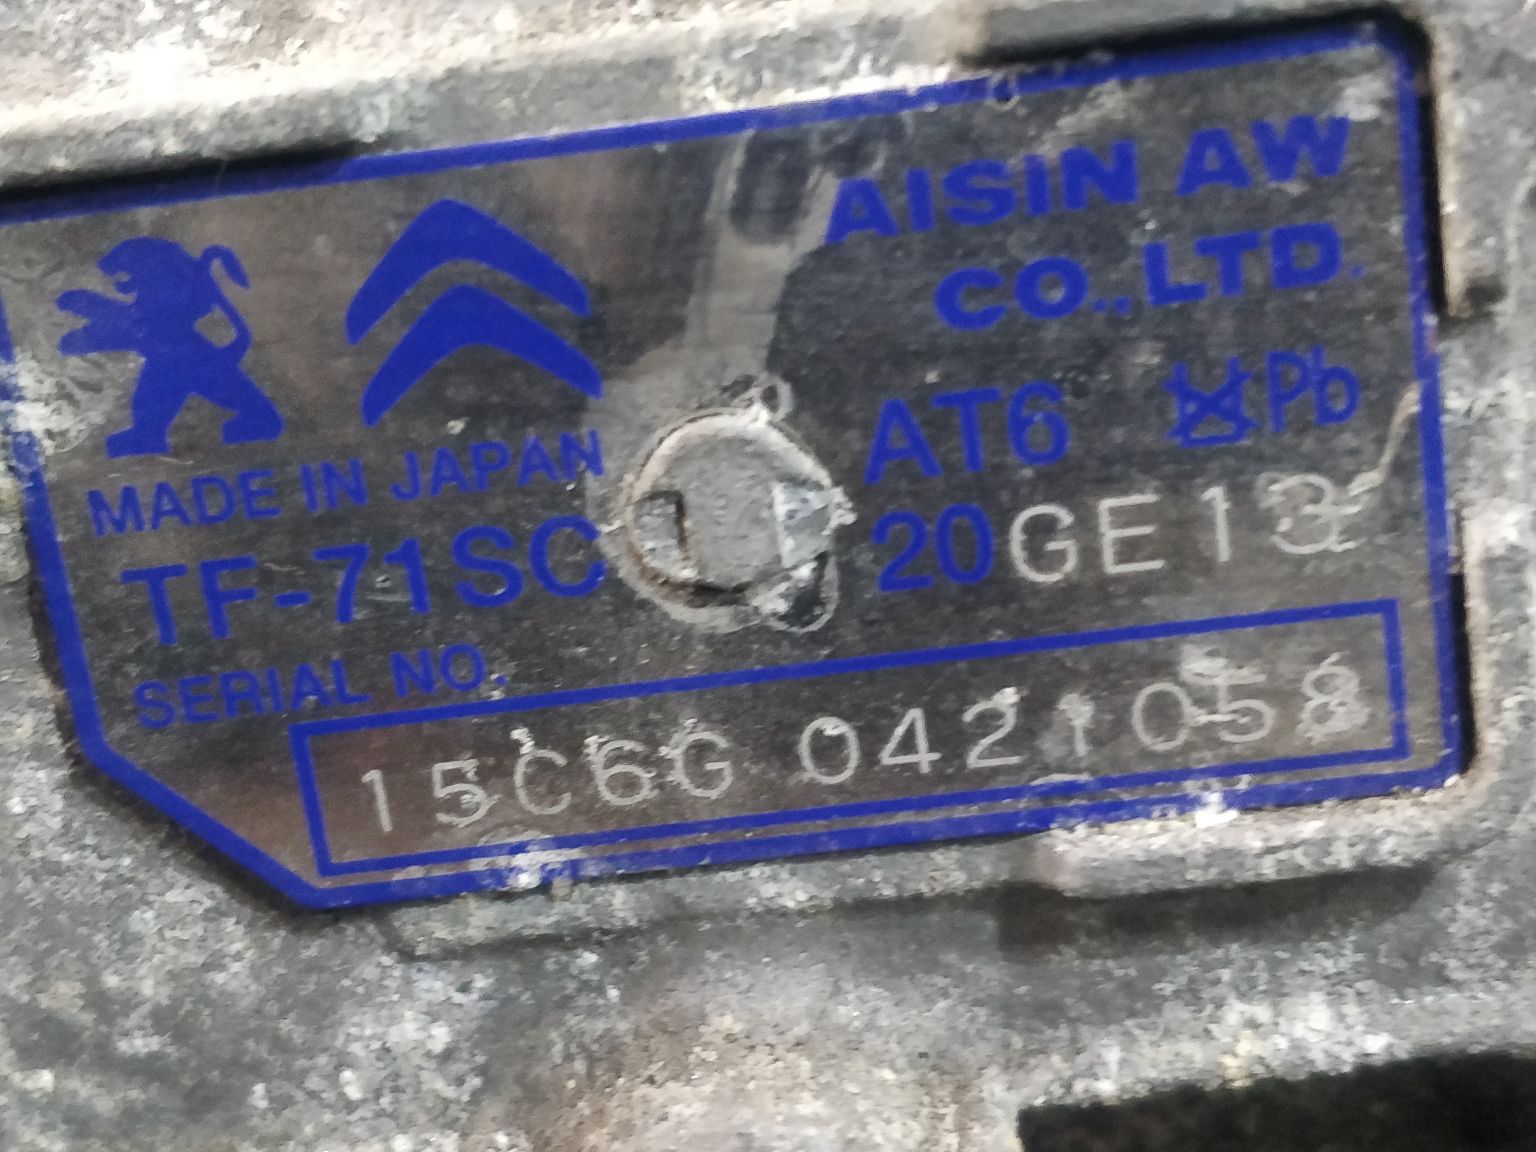 AISIN AW
CO.,LTD.
MADE IN JAPAN
AT6 Pb
TF-71SC 20GE13
SERIAL NO.
15C6G 0421058